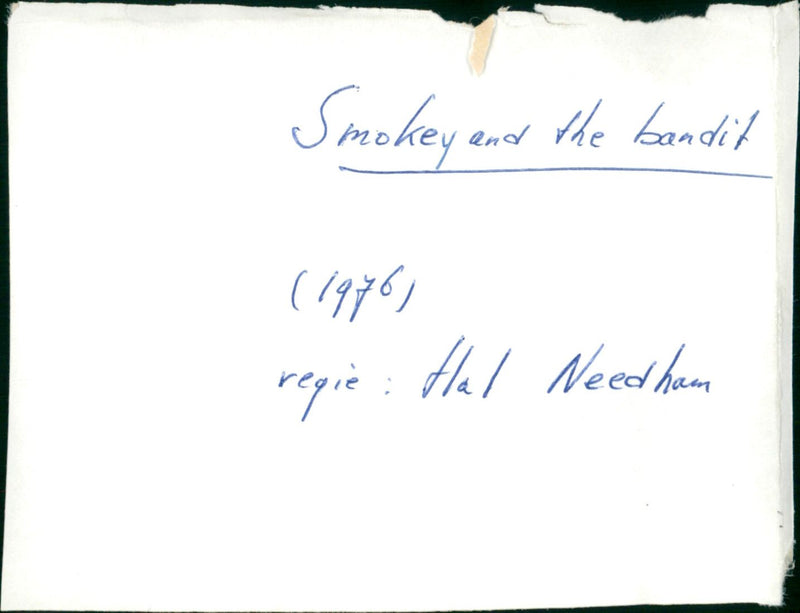 Smokey and the bandit
(1976)
regie : Hal Needham